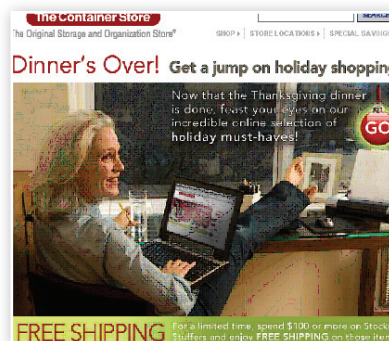 The Container Store
The Original Storage and Organization Store®
SEARCH
SHOP ▸ | STORE LOCATIONS ▸ | SPECIAL SAVINGS
Dinner's Over! Get a jump on holiday shopping
Now that the Thanksgiving dinner
is done, feast your eyes on our
incredible online selection of
holiday must-haves!
GO
FREE SHIPPING
For a limited time, spend $100 or more on Stock
Stuffers and enjoy FREE SHIPPING on those item